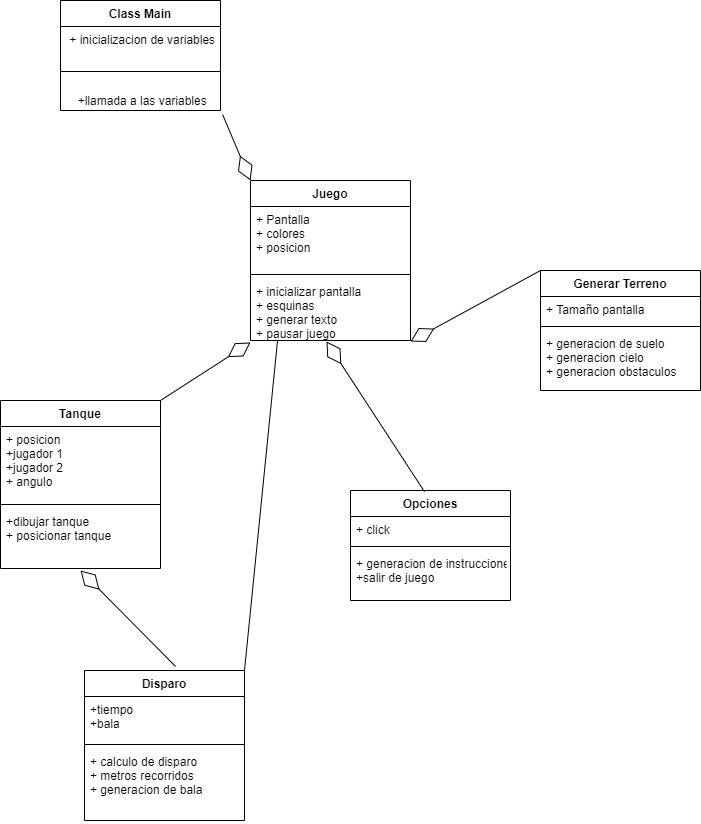 Class Main
+ inicializacion de variables
+llamada a las variables
Juego
+ Pantalla
+ colores
+ posicion
+ inicializar pantalla
+ esquinas
+ generar texto
+ pausar juego
Generar Terreno
+ Tamaño pantalla
+ generacion de suelo
+ generacion cielo
+ generacion obstaculos
Tanque
+ posicion
+jugador 1
+jugador 2
+ angulo
+dibujar tanque
+ posicionar tanque
Opciones
+ click
+ generacion de instruccione
+salir de juego
Disparo
+tiempo
+bala
+ calculo de disparo
+ metros recorridos
+ generacion de bala